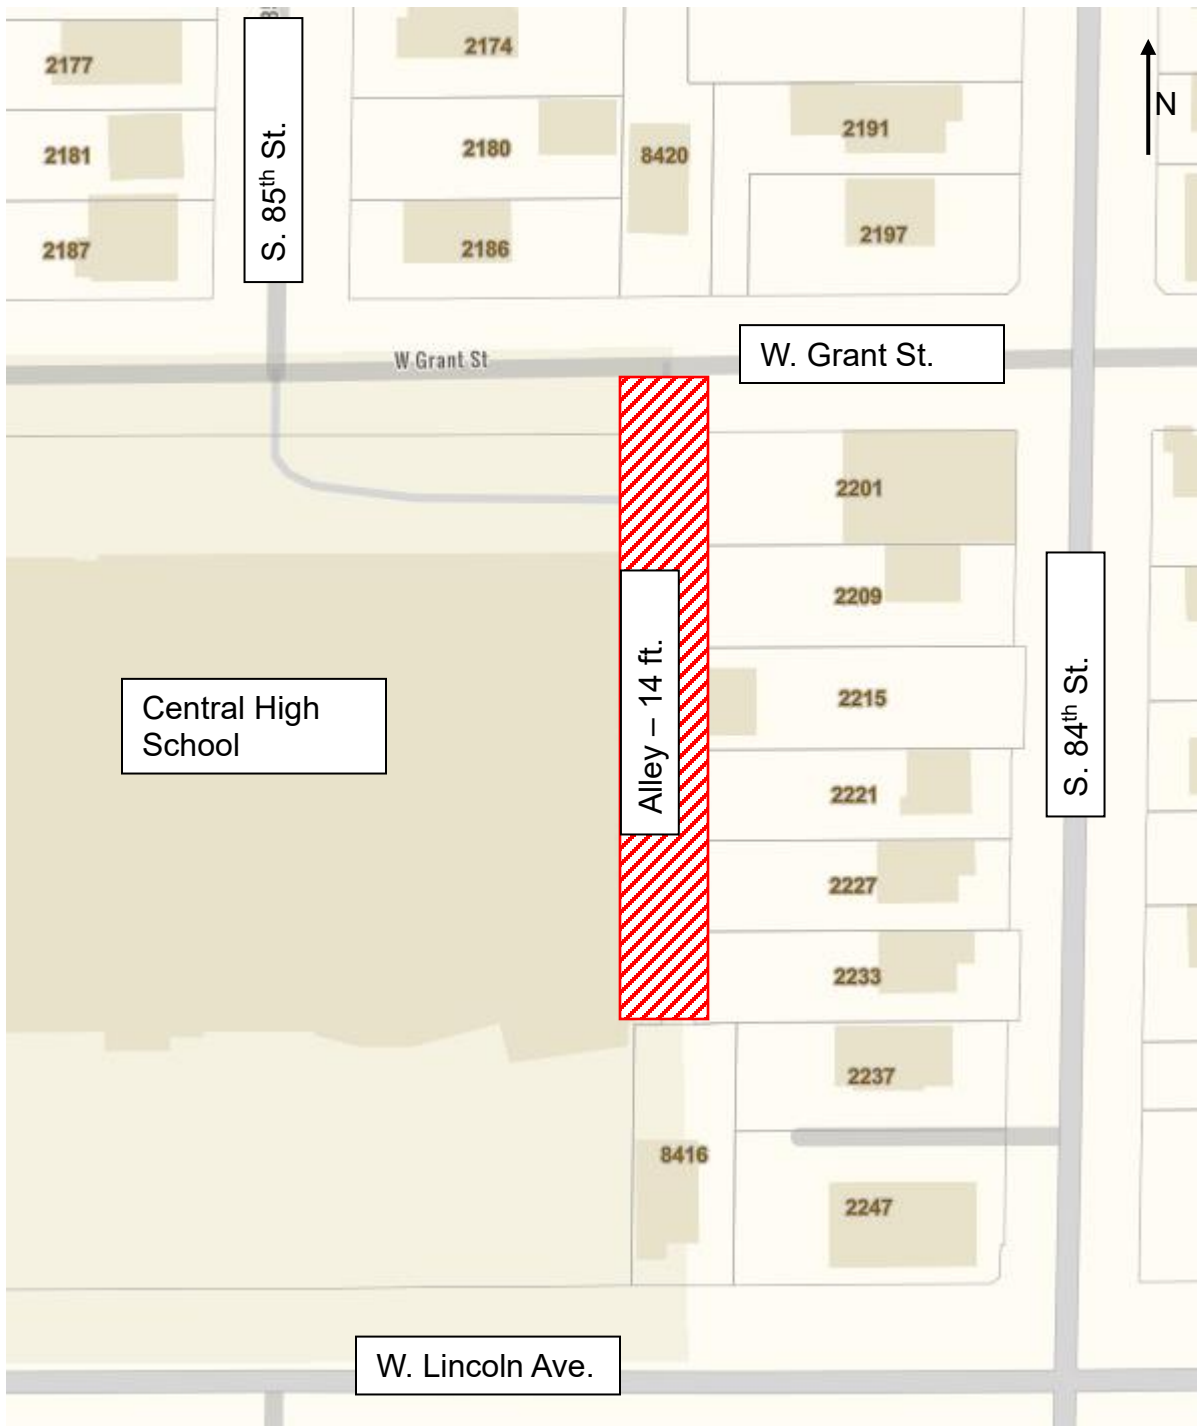 2177
2174
N
2181
S. 85th St.
2180
8420
2191
2187
2186
2197
W Grant St
W. Grant St.
2201
2209
Central High
School
Alley – 14 ft.
2215
S. 84th St.
2221
2227
2233
2237
8416
2247
W. Lincoln Ave.